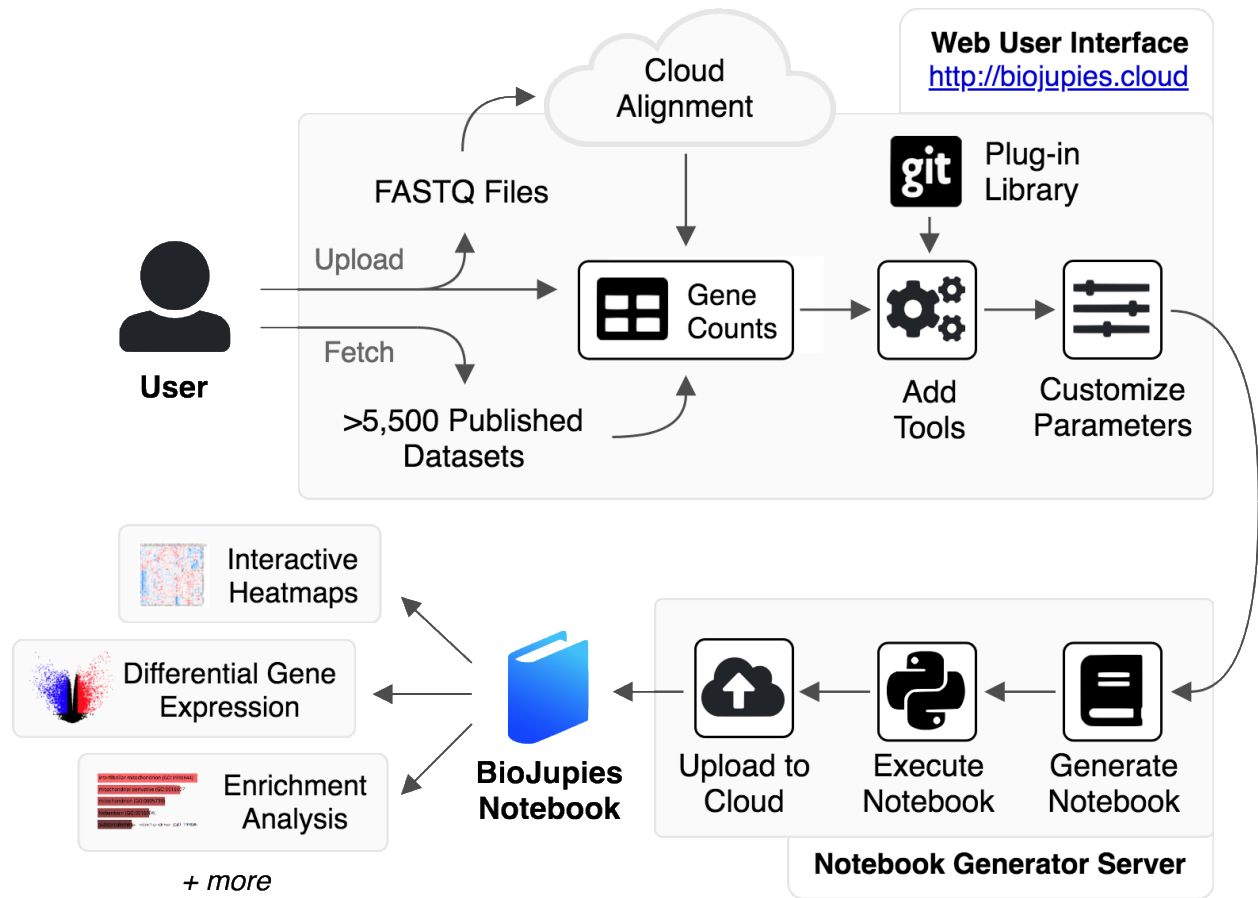 Web User Interface
http://biojupies.cloud
Cloud
Alignment
git
Plug-in
Library
FASTQ Files
Upload
Gene
Counts
Fetch
User
>5,500 Published
Datasets
Add
Tools
Customize
Parameters
Interactive
Heatmaps
Differential Gene
Expression
Enrichment
Analysis
+ more
BioJupies
Notebook
Upload to
Cloud
Execute
Notebook
Generate
Notebook
Notebook Generator Server